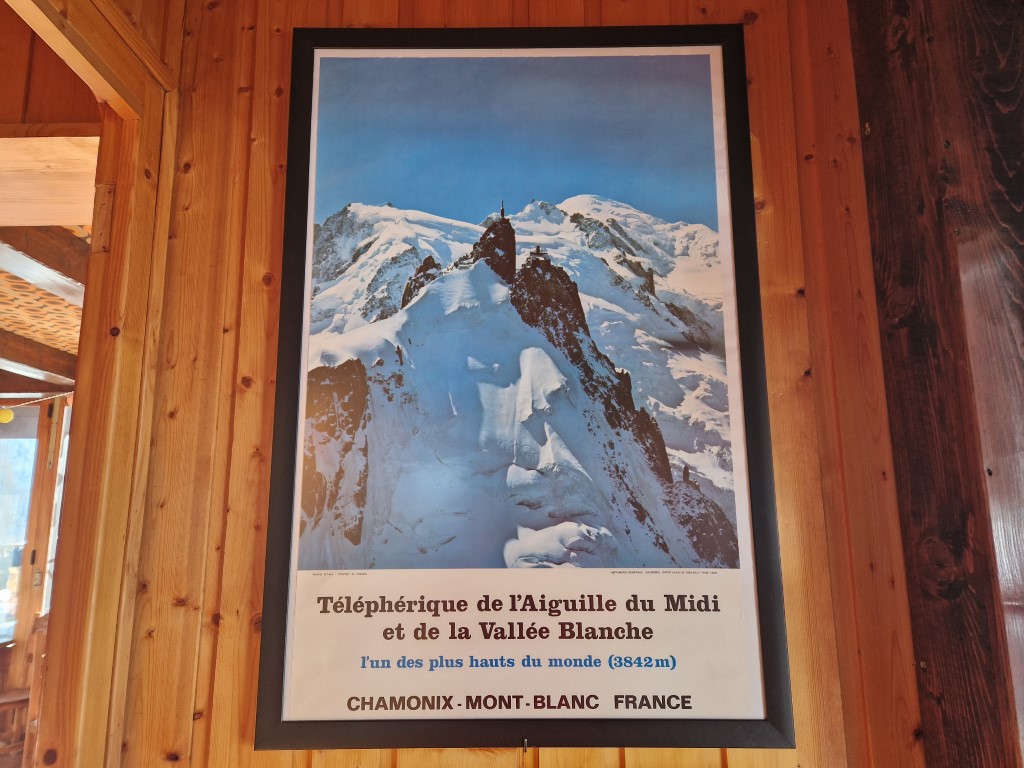 Téléphérique de l'Aiguille du Midi
et de la Vallée Blanche
l'un des plus hauts du monde (3842m)
CHAMONIX-MONT-BLANC FRANCE